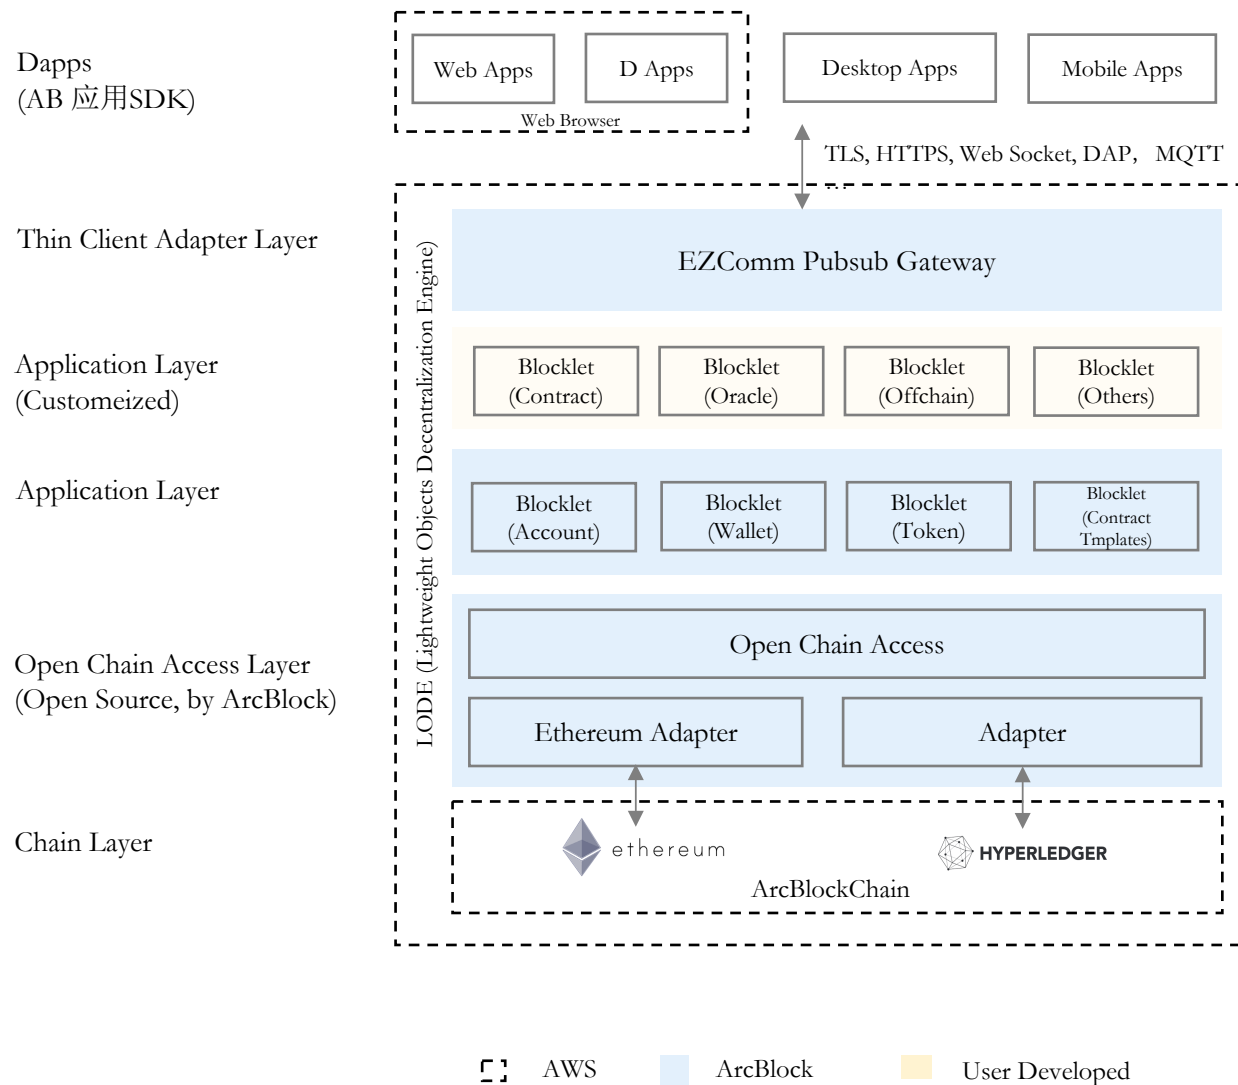 Dapps
(AB 应用SDK)
Web Apps
D Apps
Web Browser
Desktop Apps
Mobile Apps
TLS, HTTPS, Web Socket, DAP， MQTT
...
Thin Client Adapter Layer
LODE (Lightweight Objects Decentralization Engine)
EZComm Pubsub Gateway
Application Layer
(Customeized)
Blocklet
(Contract)
Blocklet
(Oracle)
Blocklet
(Offchain)
Blocklet
(Others)
Application Layer
Blocklet
(Account)
Blocklet
(Wallet)
Blocklet
(Token)
Blocklet
(Contract
Tmplates)
Open Chain Access Layer
(Open Source, by ArcBlock)
Open Chain Access
Ethereum Adapter
Adapter
Chain Layer
ethereum
HYPERLEDGER
ArcBlockChain
AWS
ArcBlock
User Developed